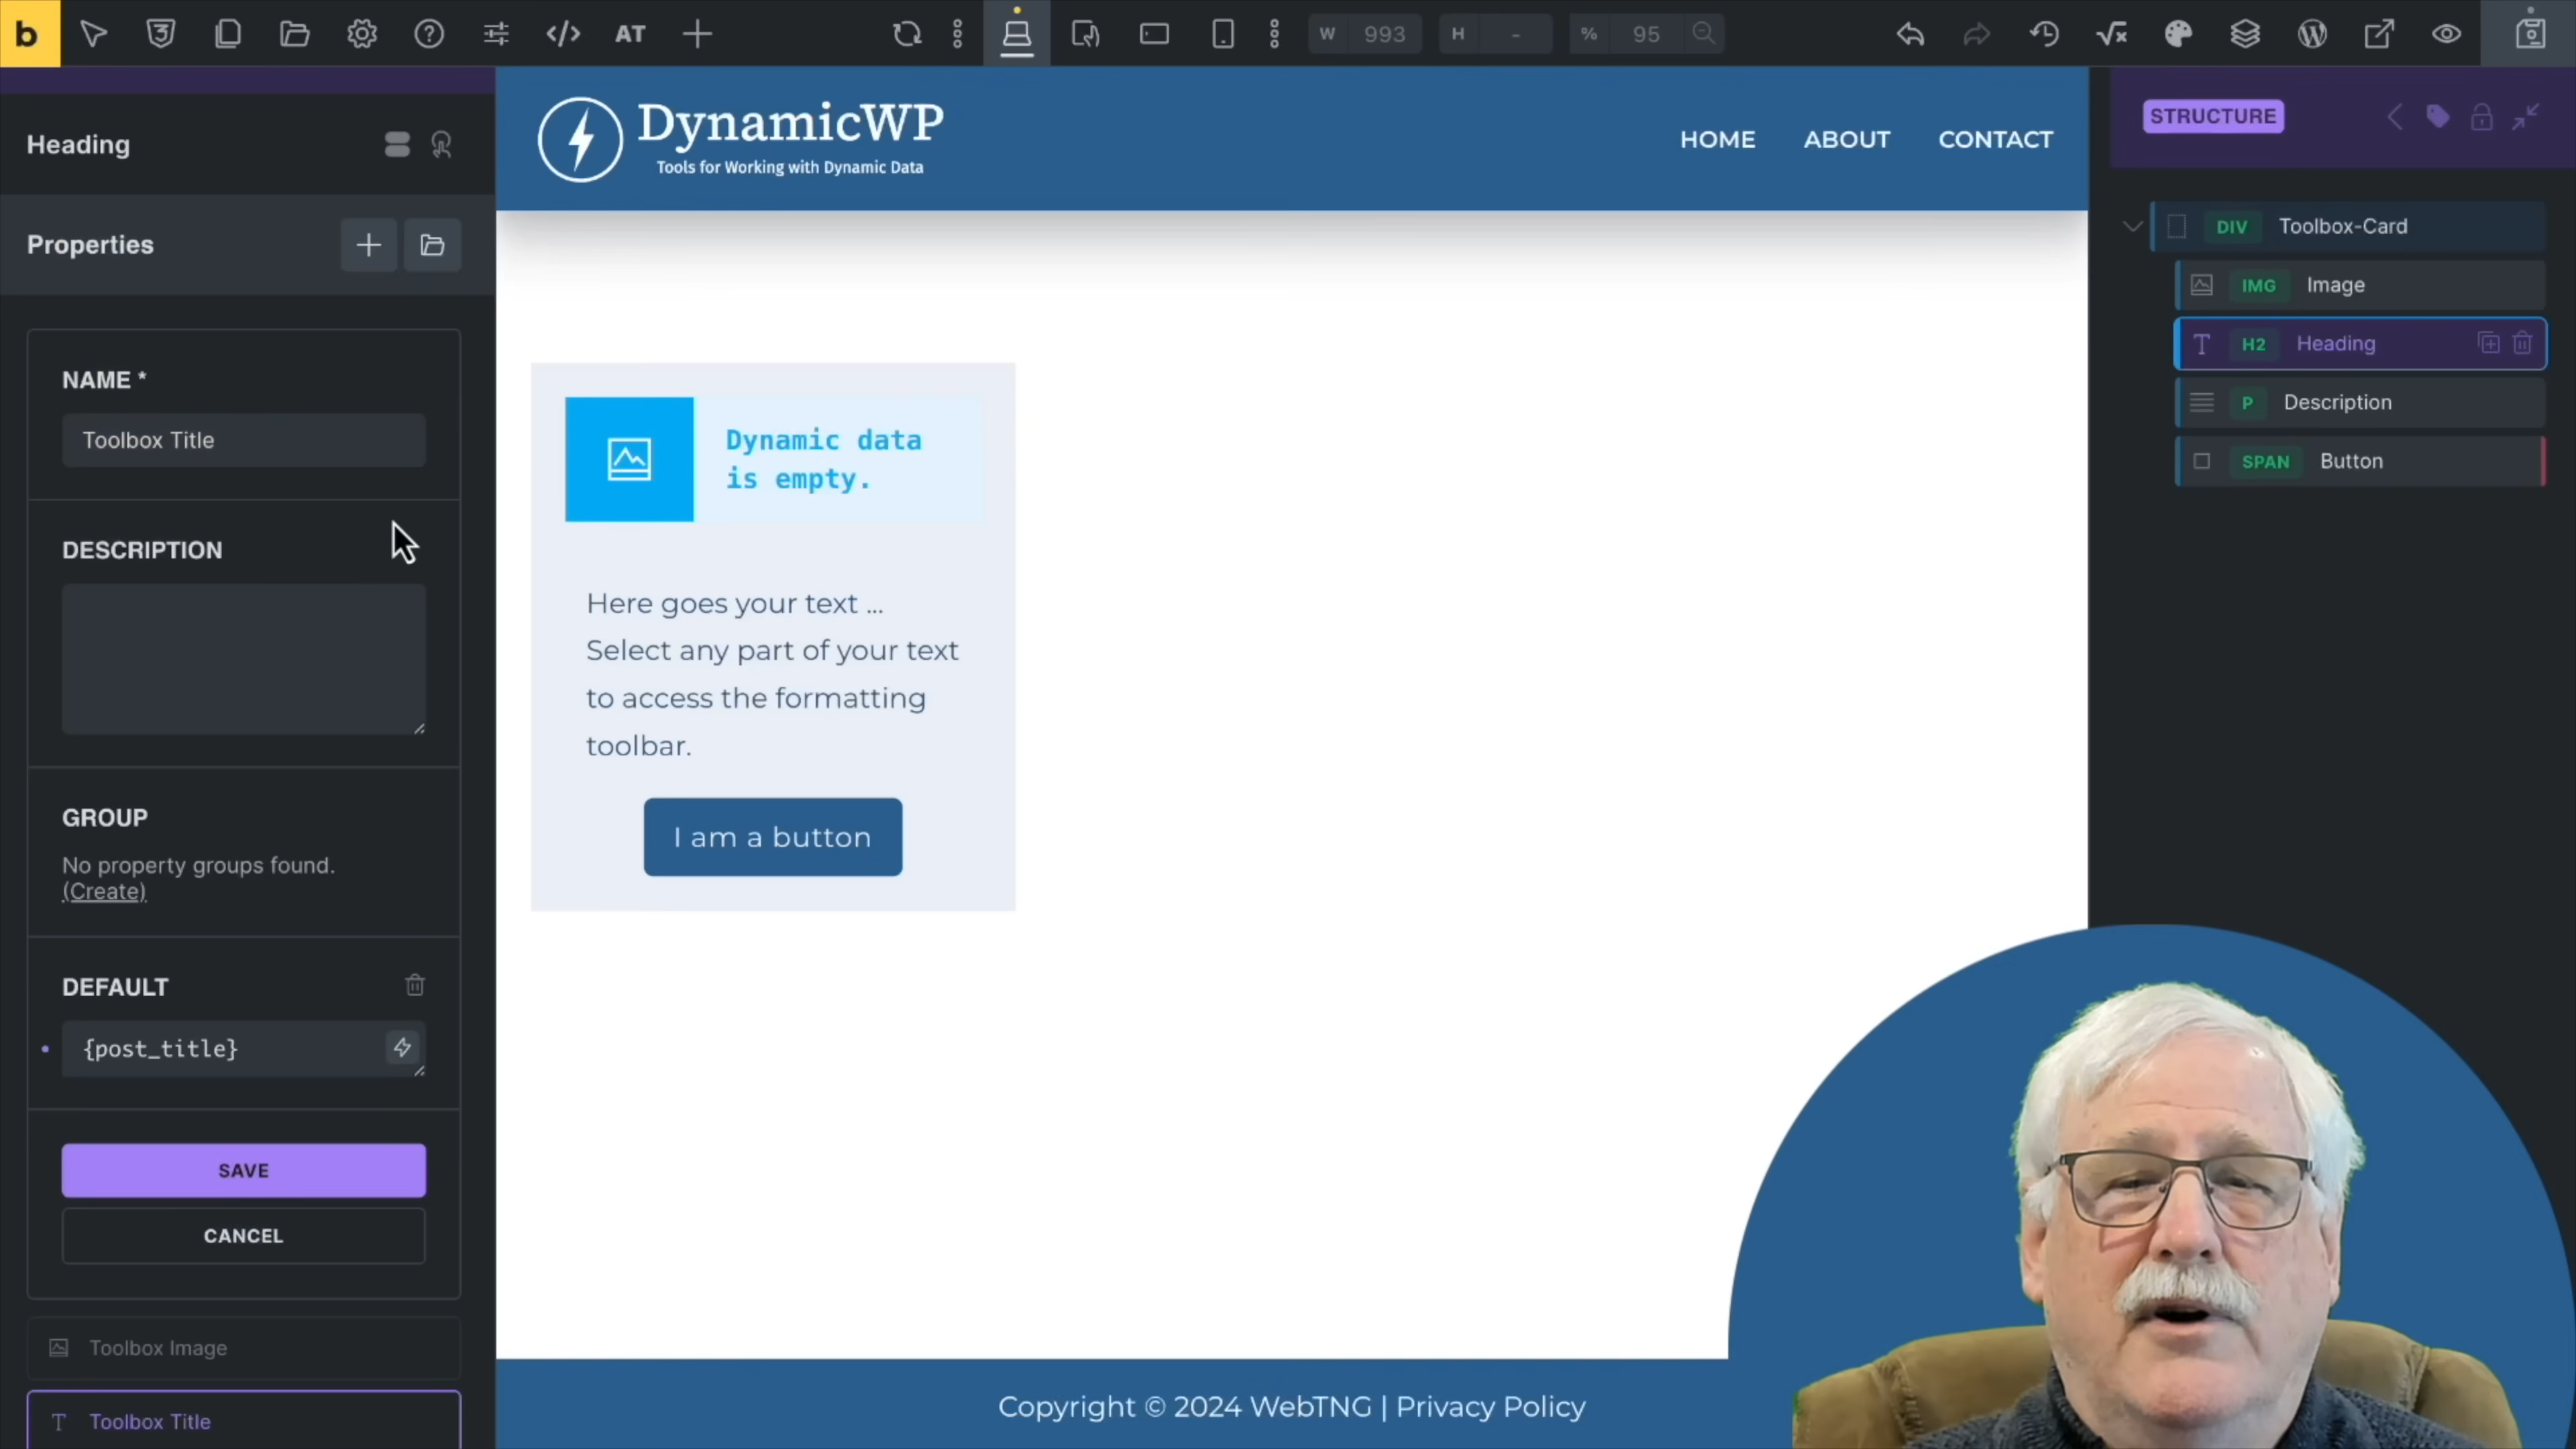 b
AT
W 993
H -
% 95
Heading
Properties
NAME *
Toolbox Title
DESCRIPTION
GROUP
No property groups found.
(Create)
DEFAULT
{post_title}
SAVE
CANCEL
Toolbox Image
Toolbox Title
DynamicWP
Tools for Working with Dynamic Data
HOME
ABOUT
CONTACT
Dynamic data
is empty.
Here goes your text ...
Select any part of your text
to access the formatting
toolbar.
I am a button
Copyright © 2024 WebTNG | Privacy Policy
STRUCTURE
DIV Toolbox-Card
IMG Image
H2 Heading
P Description
SPAN Button